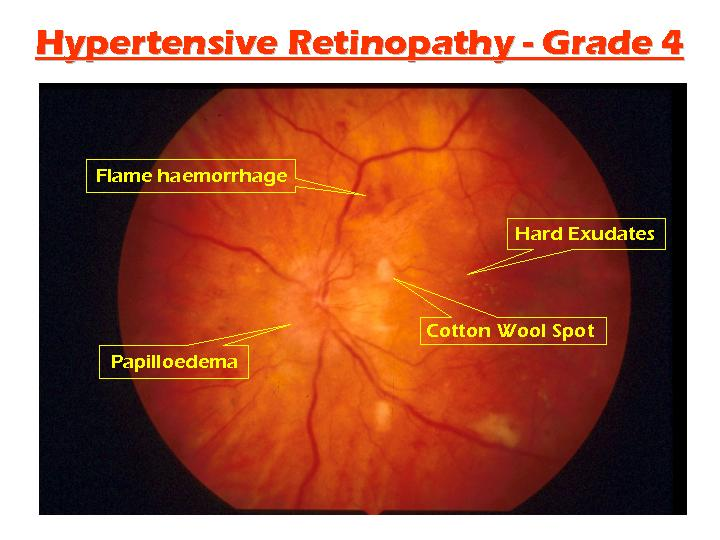 Hypertensive Retinopathy - Grade 4
Flame haemorrhage
Hard Exudates
Cotton Wool Spot
Papilloedema